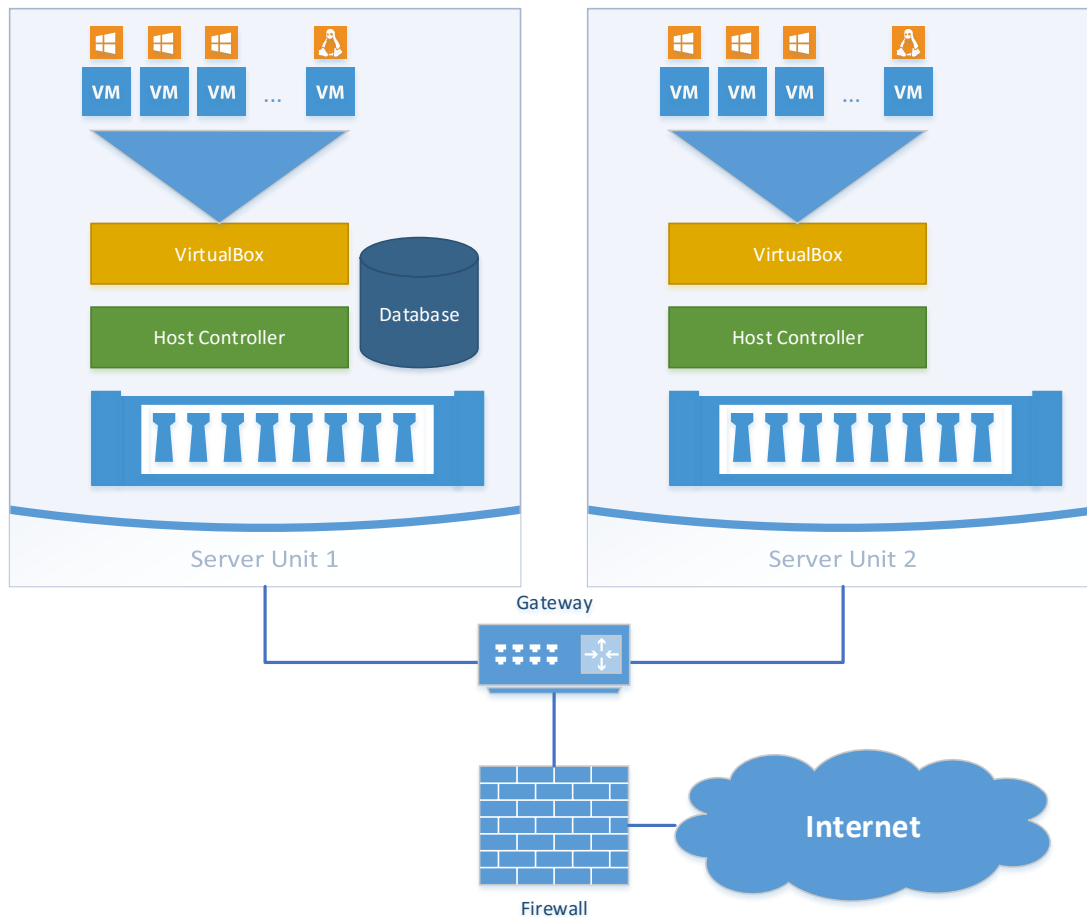 VM VM VM ... VM
VirtualBox
Host Controller
Database
Server Unit 1
VM VM VM ... VM
VirtualBox
Host Controller
Server Unit 2
Gateway
Firewall
Internet